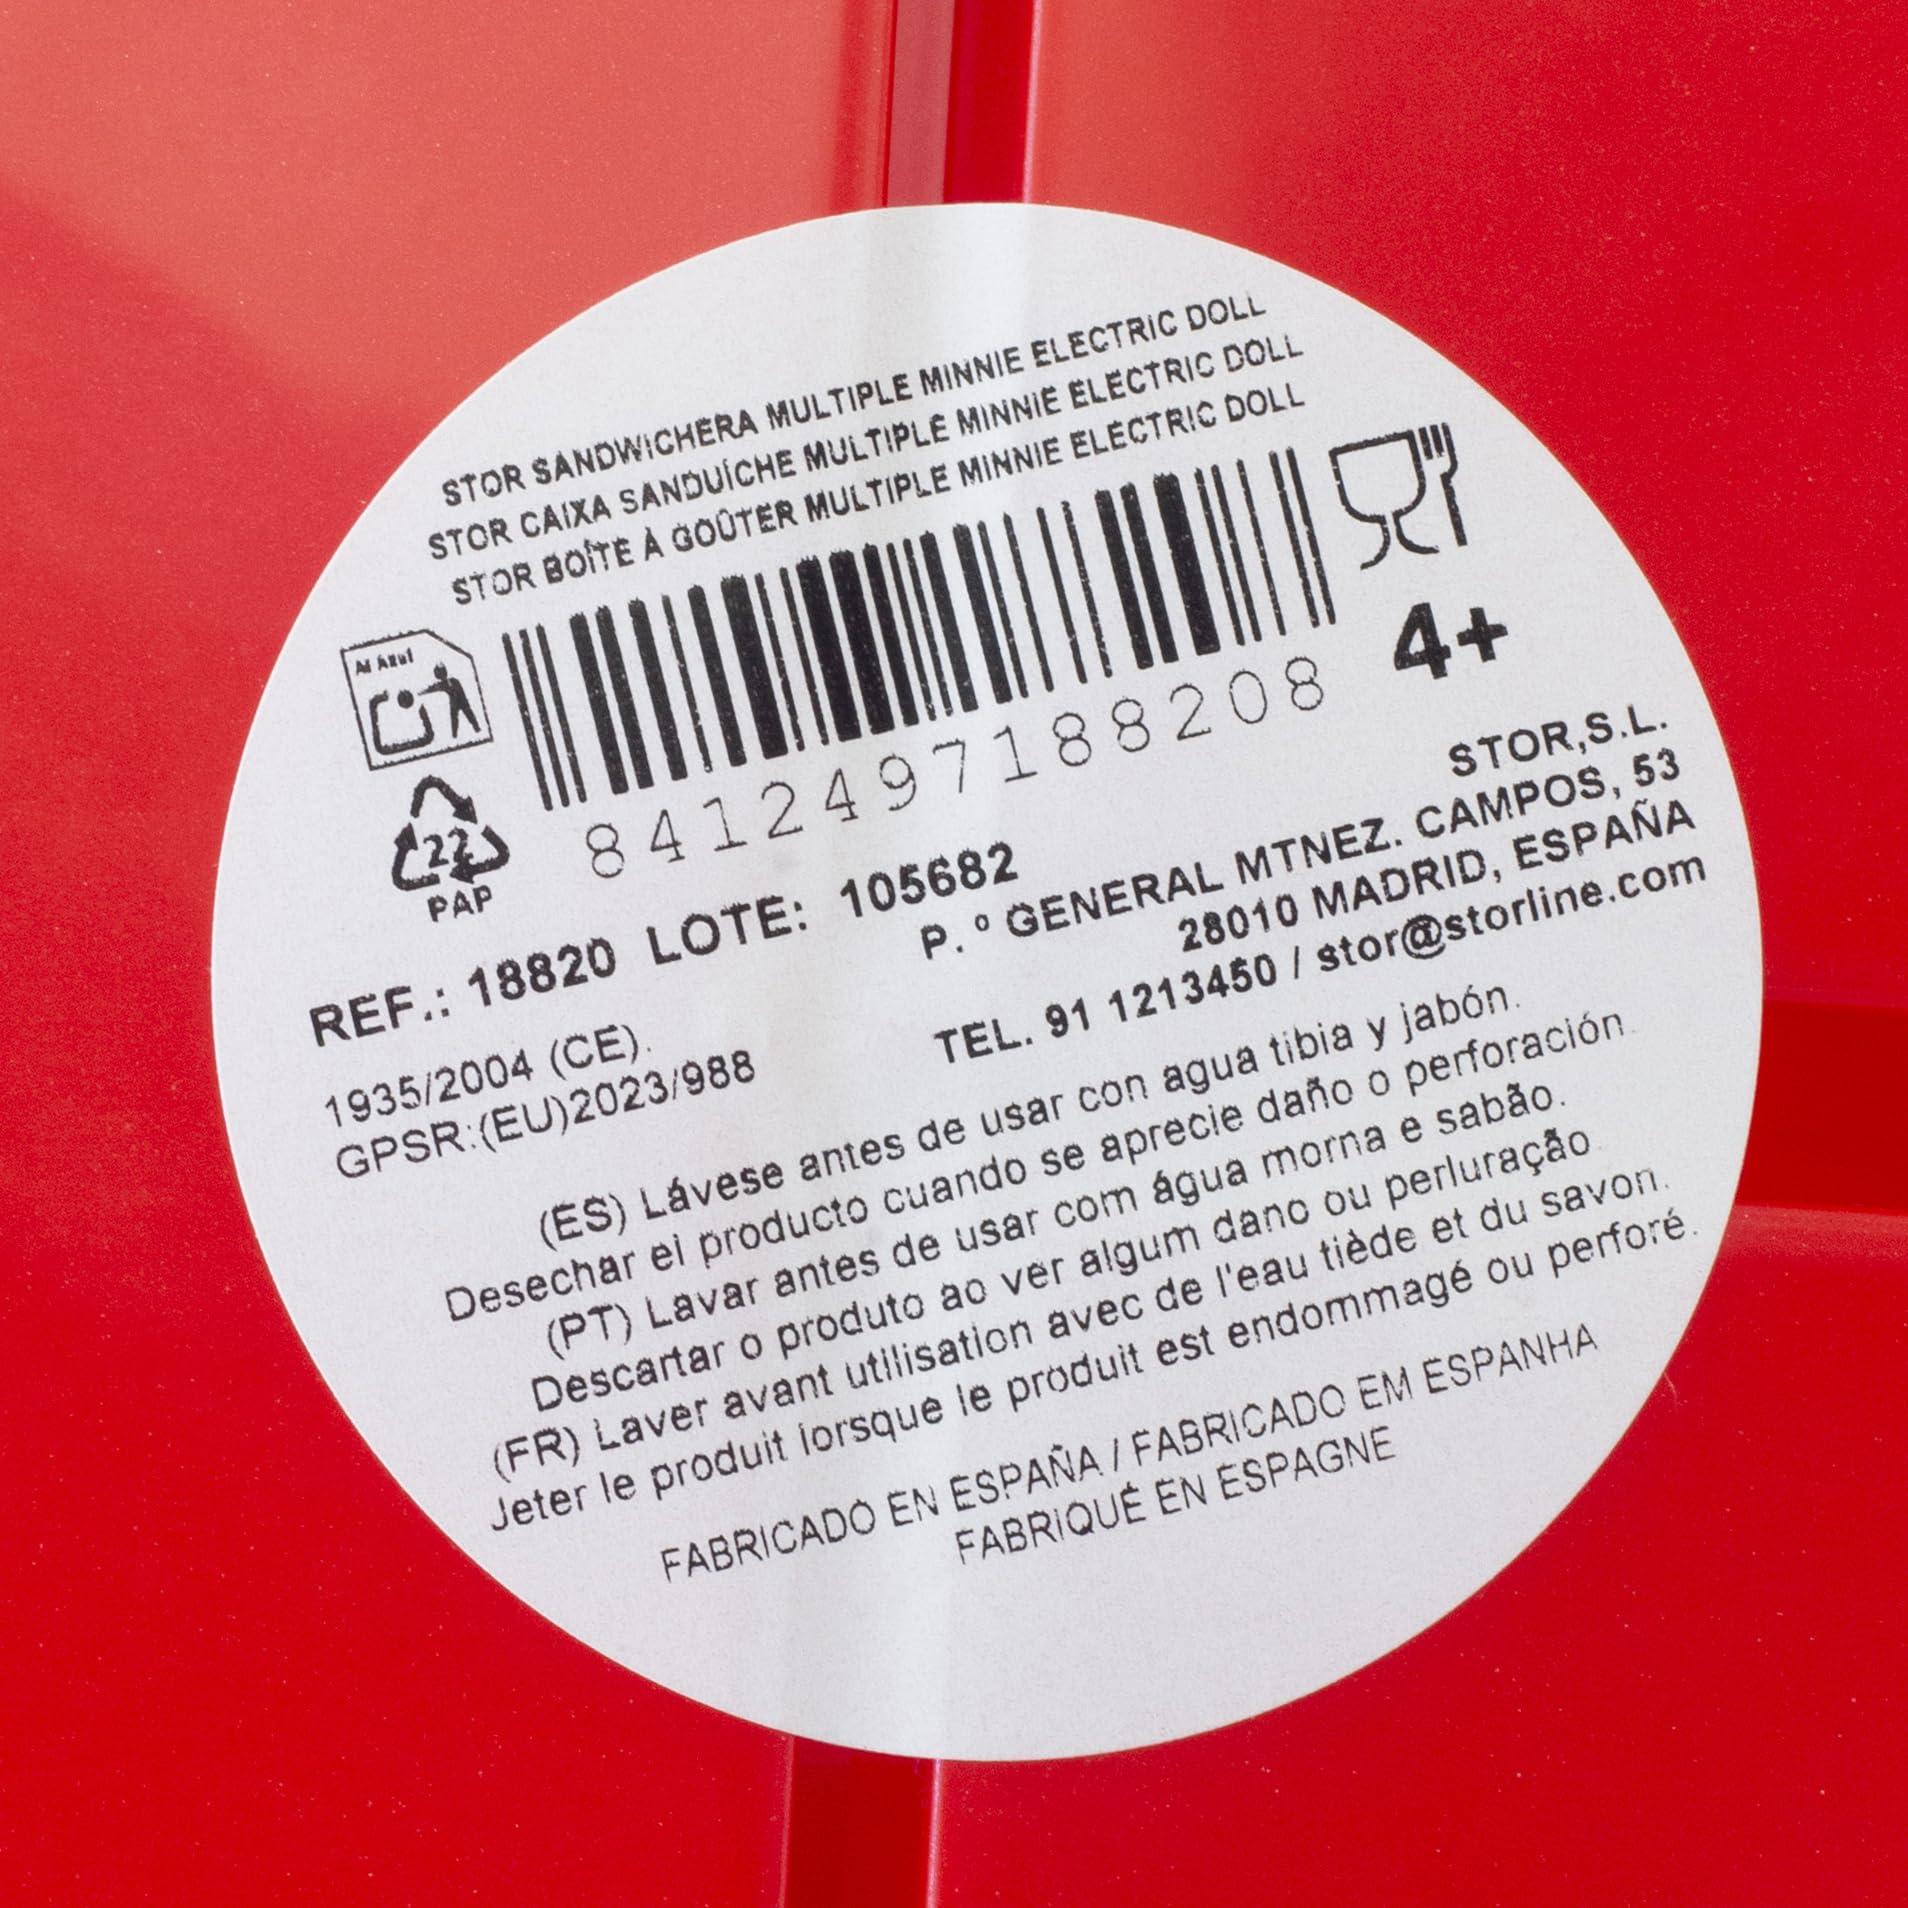 STOR SANDWICHERA MULTIPLE MINNIE ELECTRIC DOLL
STOR CAIXA SANDUÍCHE MULTIPLE MINNIE ELECTRIC DOLL
STOR BOÎTE À GOÛTER MULTIPLE MINNIE ELECTRIC DOLL
Al Azul
8412497188208
4+
22
PAP
REF.: 18820 LOTE: 105682
STOR,S.L.
P.º GENERAL MTNEZ. CAMPOS, 53
28010 MADRID, ESPAÑA
TEL. 91 1213450 / stor@storline.com
1935/2004 (CE).
GPSR:(EU)2023/988
(ES) Lávese antes de usar con agua tibia y jabón.
Desechar el producto cuando se aprecie daño o perforación.
(PT) Lavar antes de usar com água morna e sabão.
Descartar o produto ao ver algum dano ou perluração.
(FR) Laver avant utilisation avec de l'eau tiède et du savon.
Jeter le produit lorsque le produit est endommagé ou perforé.
FABRICADO EN ESPAÑA / FABRICADO EM ESPANHA
FABRIQUÉ EN ESPAGNE